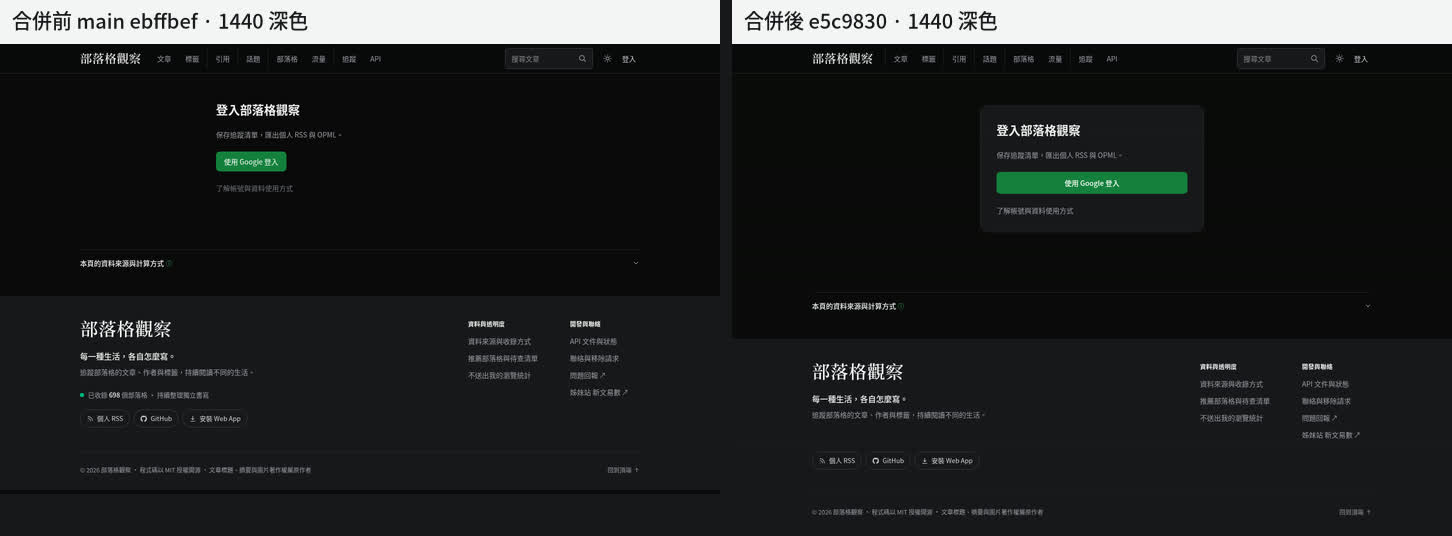 合併前 main ebffbef · 1440 深色
部落格觀察 文章 標籤 引用 話題 部落格 流量 追蹤 API 搜尋文章 登入
登入部落格觀察
保存追蹤清單，匯出個人 RSS 與 OPML。
使用 Google 登入
了解帳號與資料使用方式
本頁的資料來源與計算方式 ⓘ
部落格觀察
每一種生活，各自怎麼寫。
追蹤部落格的文章、作者與標籤，持續閱讀不同的生活。
已收錄 698 個部落格 · 持續整理獨立書寫
個人 RSS GitHub 安裝 Web App
資料與透明度
資料來源與收錄方式
推薦部落格與待查清單
不送出我的瀏覽統計
開發與聯絡
API 文件與狀態
聯絡與移除請求
問題回報 ↗
姊妹站 新文易數 ↗
© 2026 部落格觀察 · 程式碼以 MIT 授權開源 · 文章標題、摘要與圖片著作權屬原作者
回到頂端 ↑
合併後 e5c9830 · 1440 深色
部落格觀察 文章 標籤 引用 話題 部落格 流量 追蹤 API 搜尋文章 登入
登入部落格觀察
保存追蹤清單，匯出個人 RSS 與 OPML。
使用 Google 登入
了解帳號與資料使用方式
本頁的資料來源與計算方式 ⓘ
部落格觀察
每一種生活，各自怎麼寫。
追蹤部落格的文章、作者與標籤，持續閱讀不同的生活。
個人 RSS GitHub 安裝 Web App
資料與透明度
資料來源與收錄方式
推薦部落格與待查清單
不送出我的瀏覽統計
開發與聯絡
API 文件與狀態
聯絡與移除請求
問題回報 ↗
姊妹站 新文易數 ↗
© 2026 部落格觀察 · 程式碼以 MIT 授權開源 · 文章標題、摘要與圖片著作權屬原作者
回到頂端 ↑